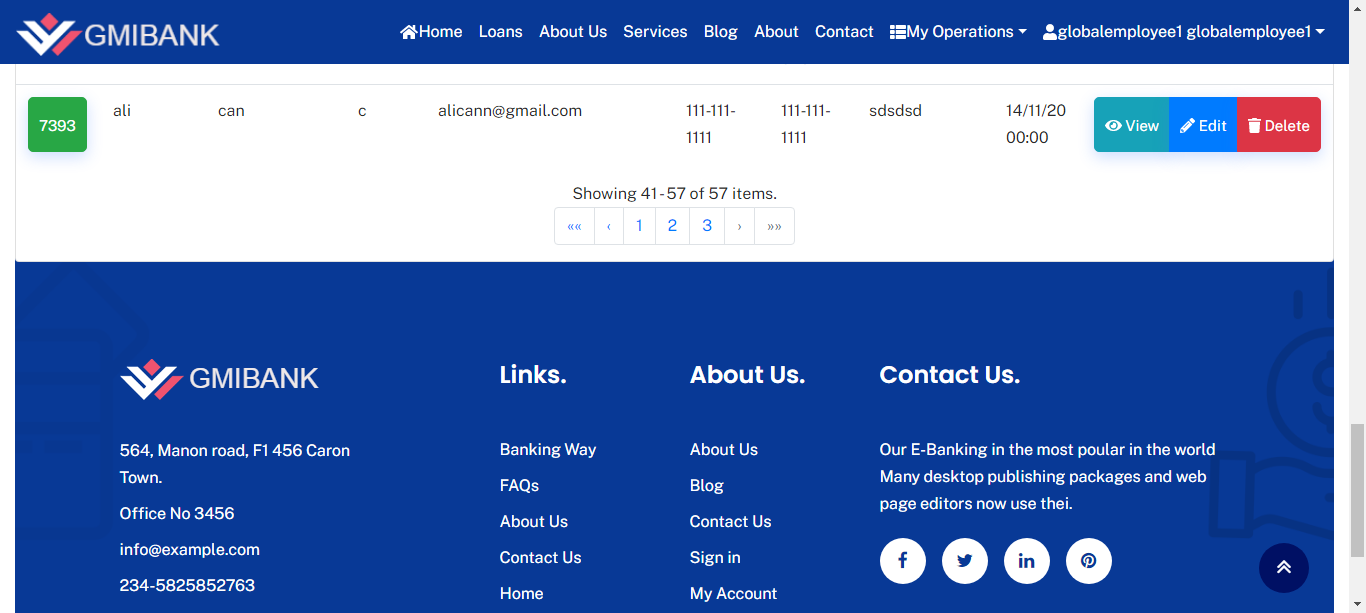 GMIBANK Home Loans About Us Services Blog About Contact My Operations globalemployee1 globalemployee1
7393 ali can c alicann@gmail.com 111-111- 111-111- sdsdsd 14/11/20 View Edit Delete
1111 1111 00:00
Showing 41 - 57 of 57 items.
«« ‹ 1 2 3 › »»
GMIBANK
564, Manon road, F1 456 Caron
Town.
Office No 3456
info@example.com
234-5825852763
Links.
Banking Way
FAQs
About Us
Contact Us
Home
About Us.
About Us
Blog
Contact Us
Sign in
My Account
Contact Us.
Our E-Banking in the most poular in the world
Many desktop publishing packages and web
page editors now use thei.